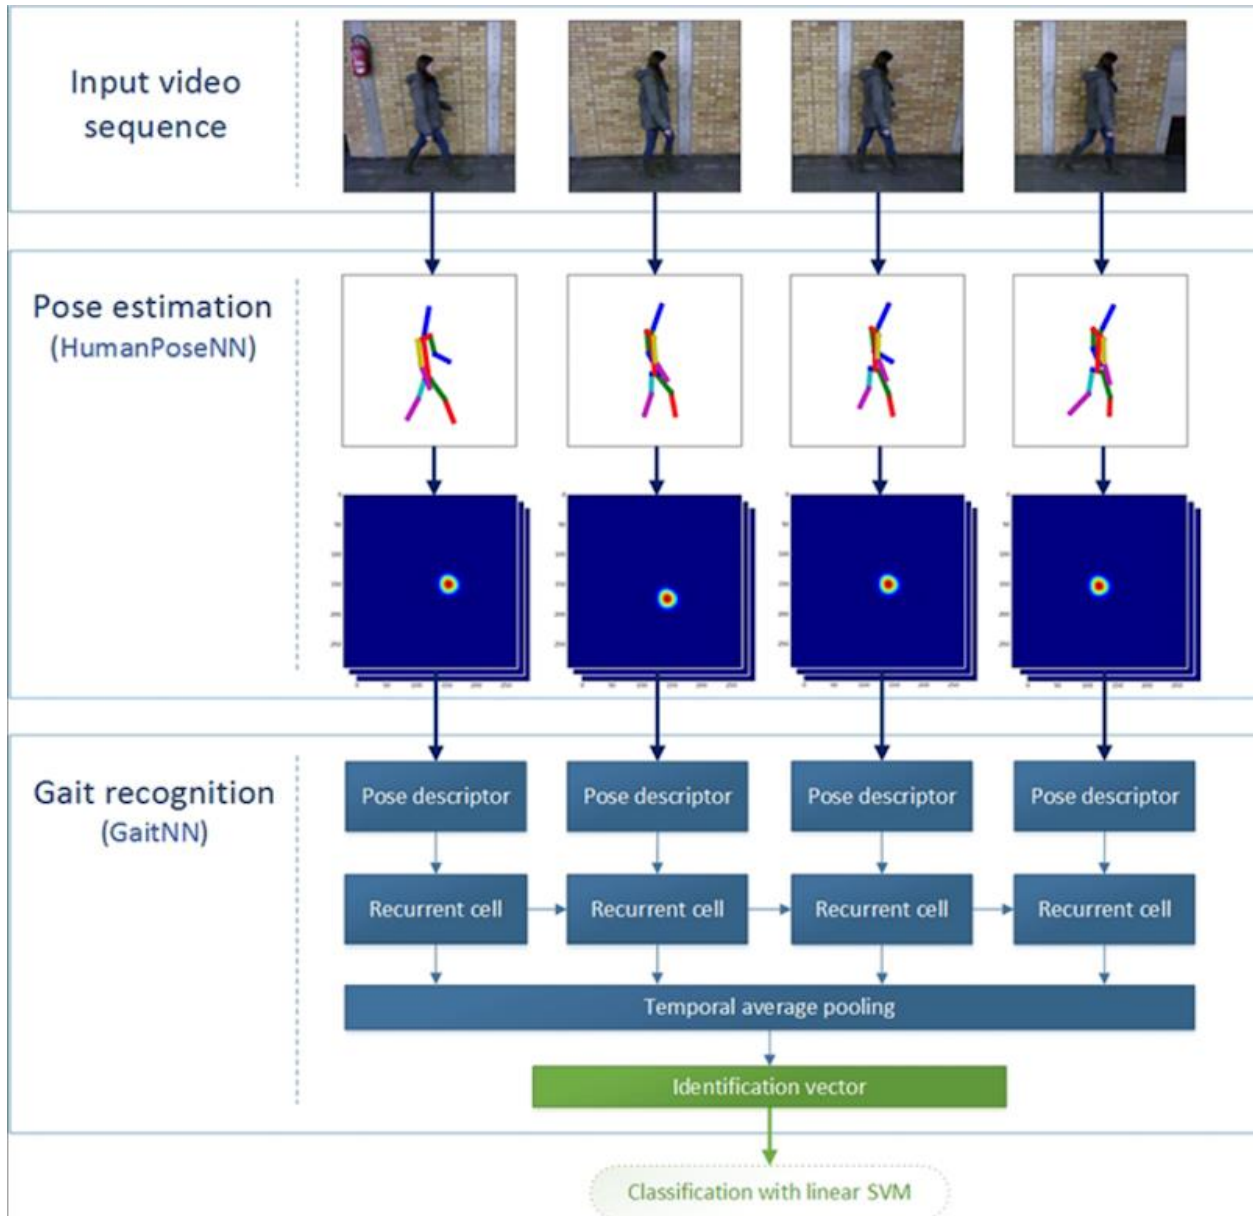 Input video
sequence
Pose estimation
(HumanPoseNN)
Gait recognition
(GaitNN)
Pose descriptor
Pose descriptor
Pose descriptor
Pose descriptor
Recurrent cell
Recurrent cell
Recurrent cell
Recurrent cell
Temporal average pooling
Identification vector
Classification with linear SVM